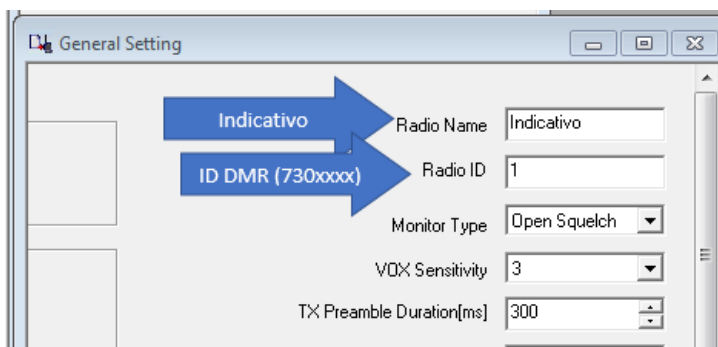 General Setting
Indicativo
Radio Name Indicativo
ID DMR (730xxxx)
Radio ID 1
Monitor Type Open Squelch
VOX Sensitivity 3
TX Preamble Duration[ms] 300